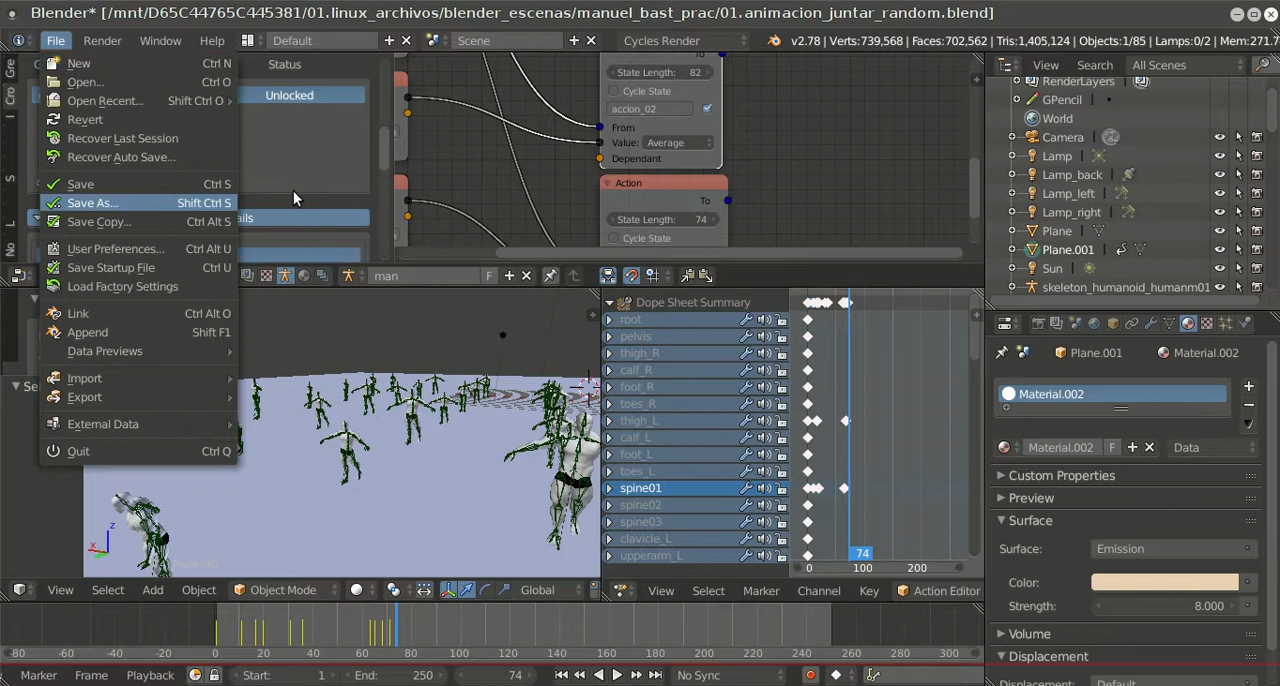 Blender* [/mnt/D65C44765C445381/01.linux_archivos/blender_escenas/manuel_bast_prac/01.animacion_juntar_random.blend]
File Render Window Help Default Scene Cycles Render v2.78 | Verts:739,568 | Faces:702,562 | Tris:1,405,124 | Objects:1/85 | Lamps:0/2 | Mem:271.7
New Ctrl N
Open... Ctrl O
Open Recent... Shift Ctrl O
Revert
Recover Last Session
Recover Auto Save...
Save Ctrl S
Save As... Shift Ctrl S
Save Copy... Ctrl Alt S
User Preferences... Ctrl Alt U
Save Startup File Ctrl U
Load Factory Settings
Link Ctrl Alt O
Append Shift F1
Data Previews
Import
Export
External Data
Quit Ctrl Q
Gre
Cro
I
S
No
L
Status
Unlocked
ails
Se
To
State Length: 82
Cycle State
accion_02
From
Value: Average
Dependant
Action
To
State Length: 74
Cycle State
man F
View Search All Scenes
RenderLayers
GPencil
World
Camera
Lamp
Lamp_back
Lamp_left
Lamp_right
Plane
Plane.001
Sun
skeleton_humanoid_humanm01
Dope Sheet Summary
root
pelvis
thigh_R
calf_R
foot_R
toes_R
thigh_L
calf_L
foot_L
toes_L
spine01
spine02
spine03
clavicle_L
upperarm_L
74
0 100 200
z
x
Plane.001
Plane.001 Material.002
Material.002
Material.002 F Data
Custom Properties
Preview
Surface
Surface: Emission
Color:
Strength: 8.000
Volume
Displacement
Displacement: Default
View Select Add Object Object Mode Global
View Select Marker Channel Key Action Editor
-80 -60 -40 -20 0 20 40 60 80 100 120 140 160 180 200 220 240 260 280 300
Marker Frame Playback Start: 1 End: 250 74 No Sync